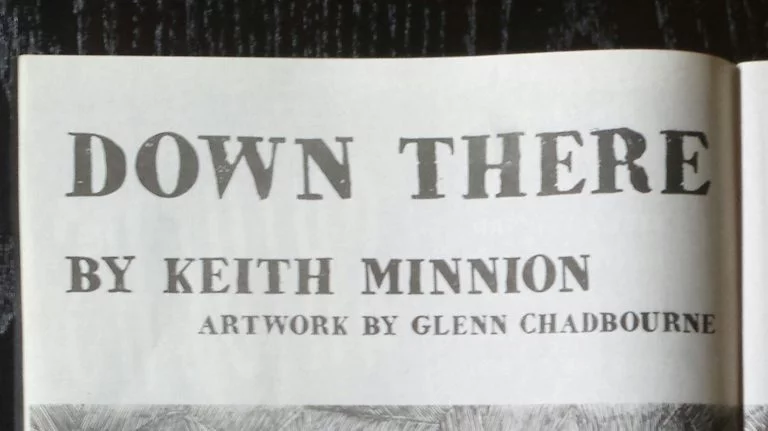 DOWN THERE
BY KEITH MINNION
ARTWORK BY GLENN CHADBOURNE